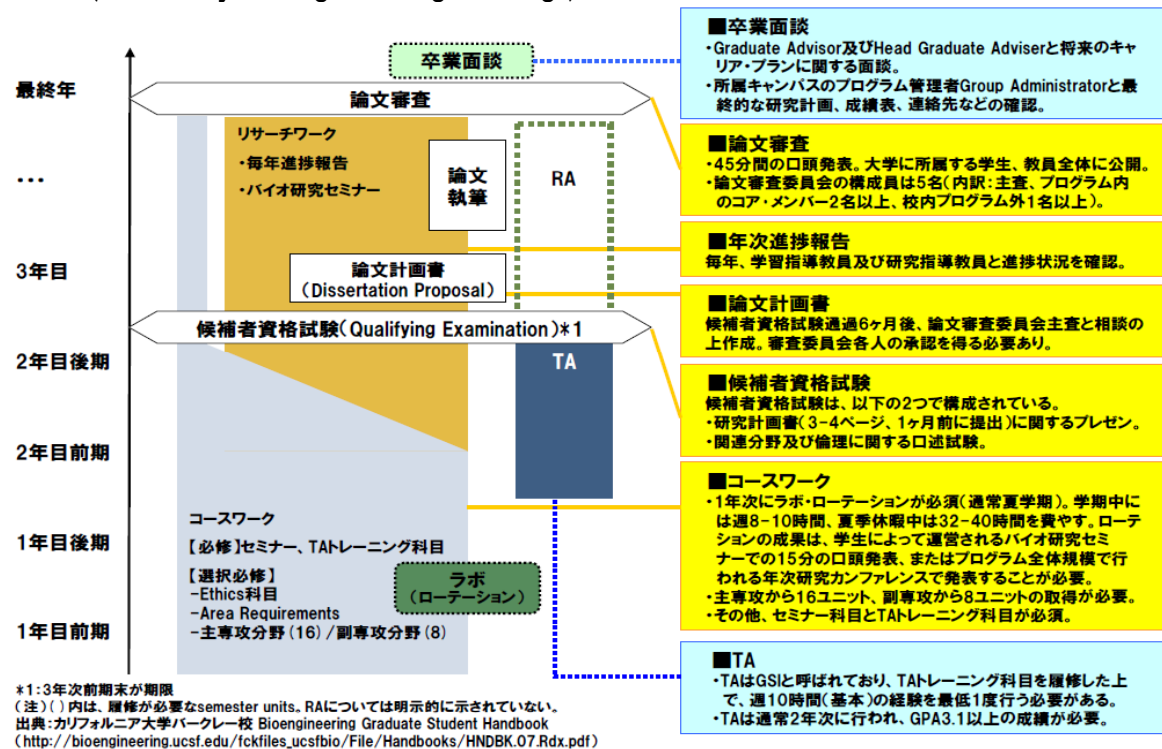 卒業面談
最終年
論文審査
リサーチワーク
・毎年進捗報告
・バイオ研究セミナー
論文
執筆
RA
...
3年目
論文計画書
(Dissertation Proposal)
候補者資格試験(Qualifying Examination)*1
2年目後期
TA
2年目前期
1年目後期
コースワーク
【必修】セミナー、TAトレーニング科目
【選択必修】
-Ethics科目
-Area Requirements
-主専攻分野(16)/副専攻分野(8)
ラボ
(ローテーション)
1年目前期
*1:3年次前期末が期限
(注)( )内は、履修が必要なsemester units。RAについては明示的に示されていない。
出典:カリフォルニア大学バークレー校 Bioengineering Graduate Student Handbook
(http://bioengineering.ucsf.edu/fckfiles_ucsfbio/File/Handbooks/HNDBK.07.Rdx.pdf)
■卒業面談
・Graduate Advisor及びHead Graduate Adviserと将来のキャ
リア・プランに関する面談。
・所属キャンパスのプログラム管理者Group Administratorと最
終的な研究計画、成績表、連絡先などの確認。
■論文審査
・45分間の口頭発表。大学に所属する学生、教員全体に公開。
・論文審査委員会の構成員は5名(内訳:主査、プログラム内
のコア・メンバー2名以上、校内プログラム外1名以上)。
■年次進捗報告
毎年、学習指導教員及び研究指導教員と進捗状況を確認。
■論文計画書
候補者資格試験通過6ヶ月後、論文審査委員会主査と相談の
上作成。審査委員会各人の承認を得る必要あり。
■候補者資格試験
候補者資格試験は、以下の2つで構成されている。
・研究計画書(3-4ページ、1ヶ月前に提出)に関するプレゼン。
・関連分野及び倫理に関する口述試験。
■コースワーク
・1年次にラボ・ローテーションが必須(通常夏学期)。学期中に
は週8-10時間、夏季休暇中は32-40時間を費やす。ローテー
ションの成果は、学生によって運営されるバイオ研究セミ
ナーでの15分の口頭発表、またはプログラム全体規模で行
われる年次研究カンファレンスで発表することが必要。
・主専攻から16ユニット、副専攻から8ユニットの取得が必要。
・その他、セミナー科目とTAトレーニング科目が必須。
■TA
・TAはGSIと呼ばれており、TAトレーニング科目を履修した上
で、週10時間(基本)の経験を最低1度行う必要がある。
・TAは通常2年次に行われ、GPA3.1以上の成績が必要。